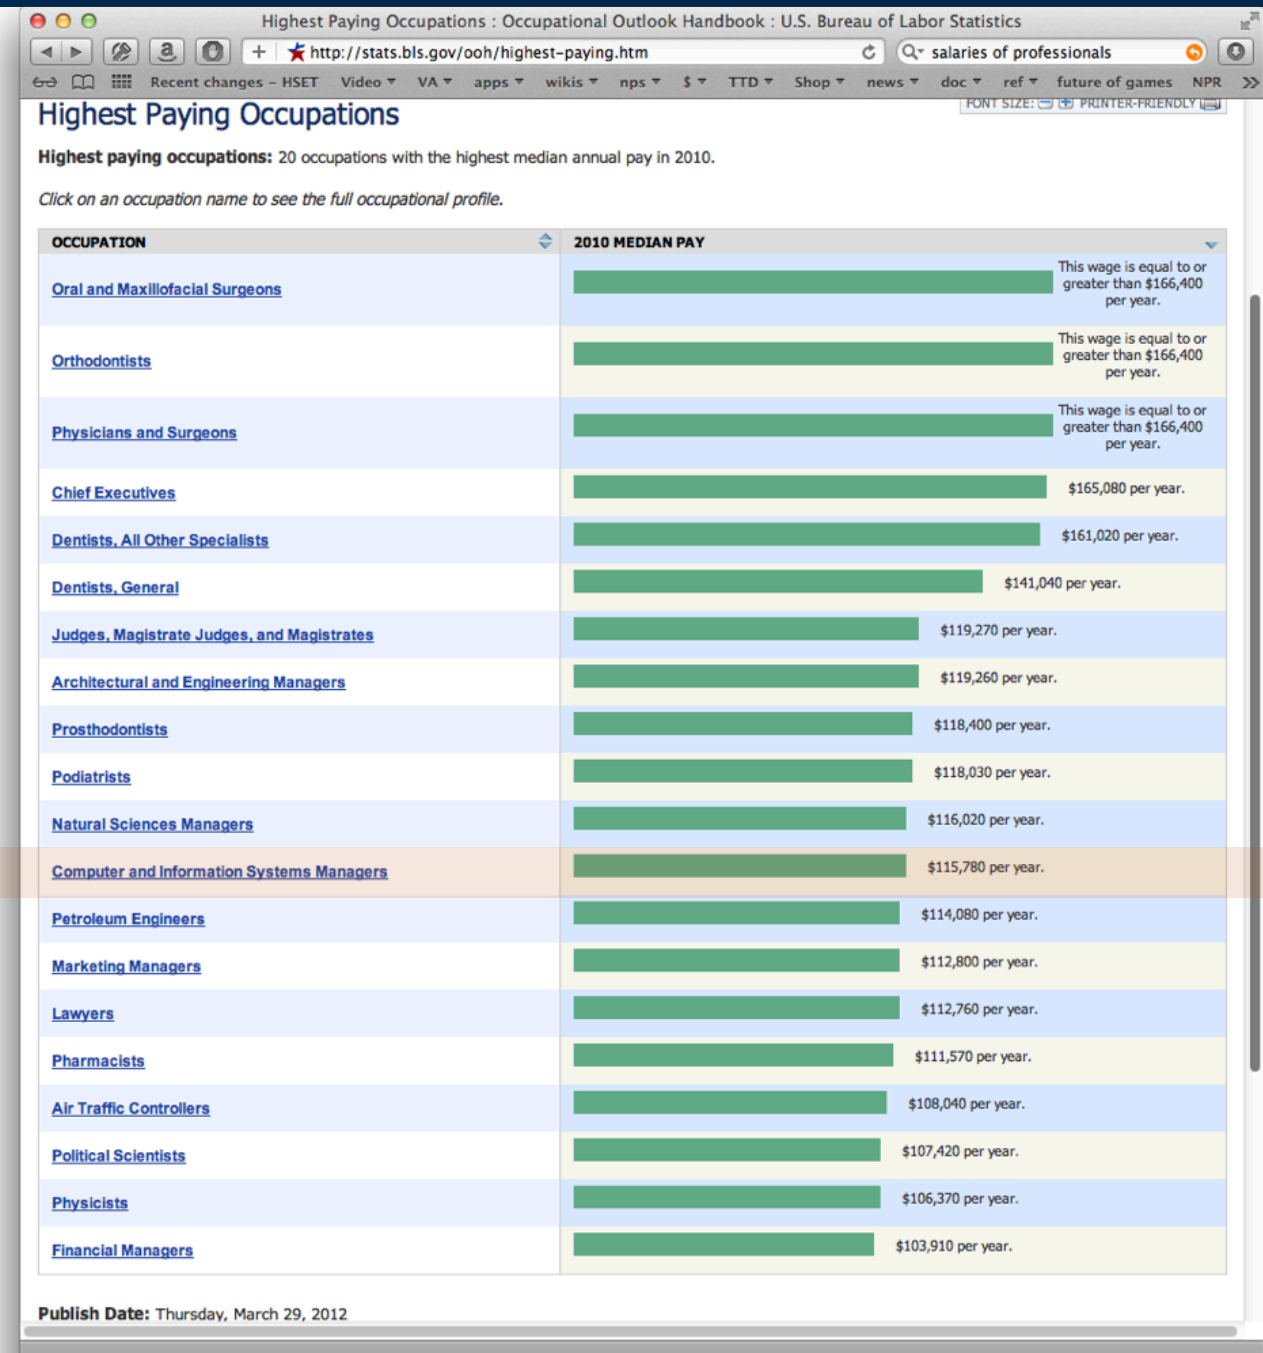 Highest Paying Occupations : Occupational Outlook Handbook : U.S. Bureau of Labor Statistics
http://stats.bls.gov/ooh/highest-paying.htm
salaries of professionals
Recent changes – HSET Video VA apps wikis nps $ TTD Shop news doc ref future of games NPR
Highest Paying Occupations
FONT SIZE: PRINTER-FRIENDLY
Highest paying occupations: 20 occupations with the highest median annual pay in 2010.
Click on an occupation name to see the full occupational profile.
OCCUPATION 2010 MEDIAN PAY
Oral and Maxillofacial Surgeons
This wage is equal to or
greater than $166,400
per year.
Orthodontists
This wage is equal to or
greater than $166,400
per year.
Physicians and Surgeons
This wage is equal to or
greater than $166,400
per year.
Chief Executives $165,080 per year.
Dentists, All Other Specialists $161,020 per year.
Dentists, General $141,040 per year.
Judges, Magistrate Judges, and Magistrates $119,270 per year.
Architectural and Engineering Managers $119,260 per year.
Prosthodontists $118,400 per year.
Podiatrists $118,030 per year.
Natural Sciences Managers $116,020 per year.
Computer and Information Systems Managers $115,780 per year.
Petroleum Engineers $114,080 per year.
Marketing Managers $112,800 per year.
Lawyers $112,760 per year.
Pharmacists $111,570 per year.
Air Traffic Controllers $108,040 per year.
Political Scientists $107,420 per year.
Physicists $106,370 per year.
Financial Managers $103,910 per year.
Publish Date: Thursday, March 29, 2012